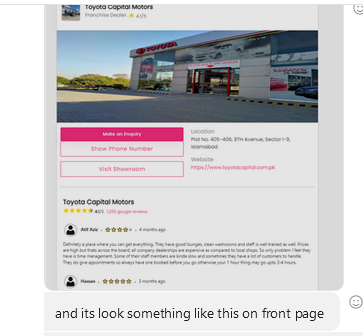 Toyota Capital Motors
Franchise Dealer. 4.1/5
TOYOTA
Make an Enquiry
Show Phone Number
Visit Showroom
Location
Plot No. 405-406, 9TH Avenue, Sector I-9,
Islamabad
Website
https://www.toyotacapital.com.pk
Toyota Capital Motors
4.1/5 1,255 google reviews
Atif Aziz - 4 months ago
Definitely a place where you can get everything. They have good lounges, clean washrooms and staff is well trained as well. Prices
are high but thats across the board, all company dealerships are expensive as compared to local shops. So only problem I feel they
have is time management. Some of their staff members are kinda slow and sometimes they have a lot of customers to handle.
They do give appointments so always have one booked before you go otherwise your 1 hour thing may go upto 3-4 hours.
Hassan - 3 months ago
and its look something like this on front page